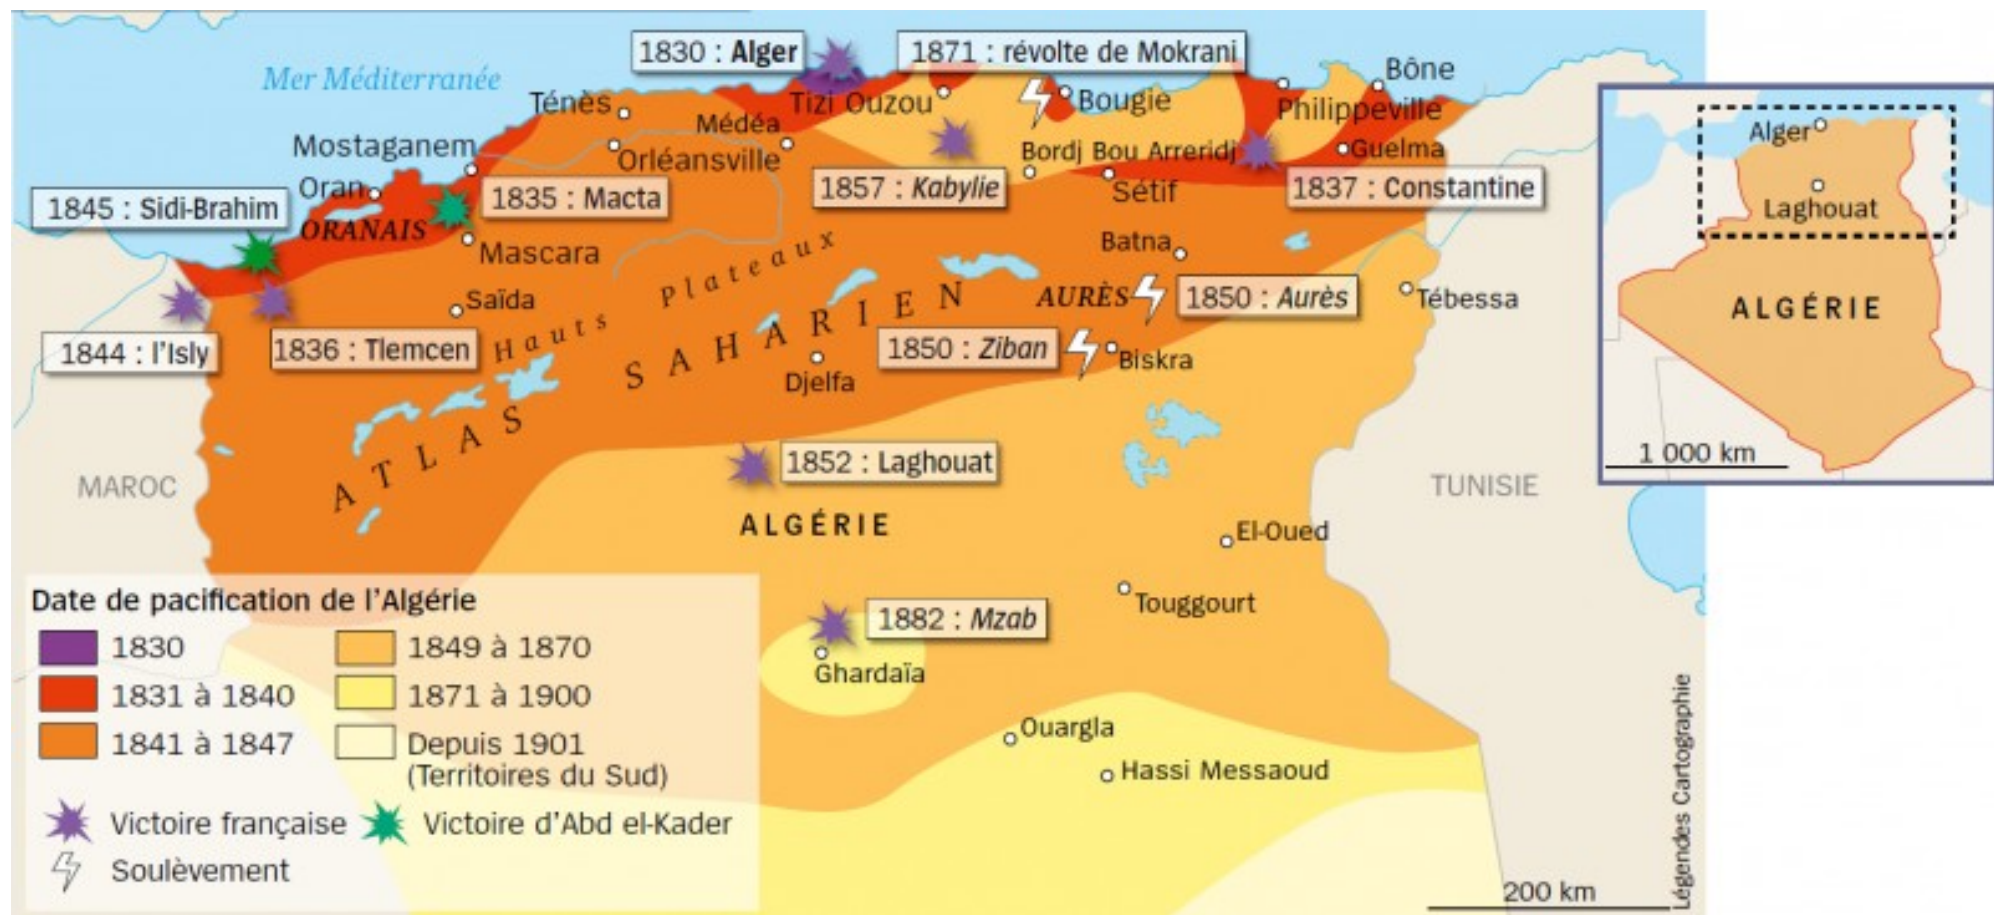 1830 : Alger
1871 : révolte de Mokrani
Mer Méditerranée
Bône
Ténès
Tizi Ouzou
Bougie
Philippeville
Médéa
Mostaganem
Orléansville
Bordj Bou Arreridj
Guelma
Oran
1835 : Macta
1857 : Kabylie
Sétif
1837 : Constantine
1845 : Sidi-Brahim
ORANAIS
Mascara
Hauts Plateaux
Batna
Saïda
AURÈS
1850 : Aurès
Tébessa
1844 : l'Isly
1836 : Tlemcen
ATLAS SAHARIEN
1850 : Ziban
Biskra
Djelfa
1852 : Laghouat
MAROC
TUNISIE
ALGÉRIE
El-Oued
Touggourt
1882 : Mzab
Ghardaïa
Ouargla
Hassi Messaoud
Date de pacification de l'Algérie
1830
1831 à 1840
1841 à 1847
1849 à 1870
1871 à 1900
Depuis 1901
(Territoires du Sud)
Victoire française
Victoire d'Abd el-Kader
Soulèvement
200 km
Légendes Cartographie
Alger
Laghouat
ALGÉRIE
1 000 km